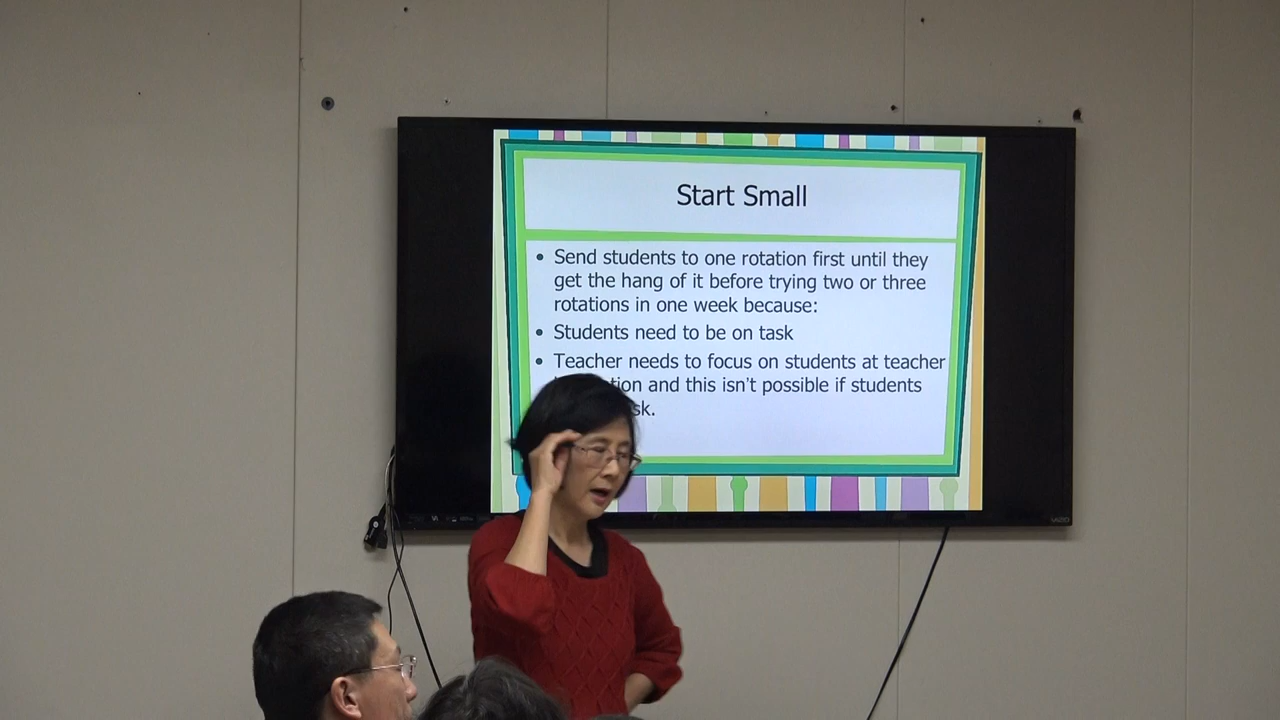 Start Small
• Send students to one rotation first until they
get the hang of it before trying two or three
rotations in one week because:
• Students need to be on task
• Teacher needs to focus on students at teacher
and this isn't possible if students
VIZIO